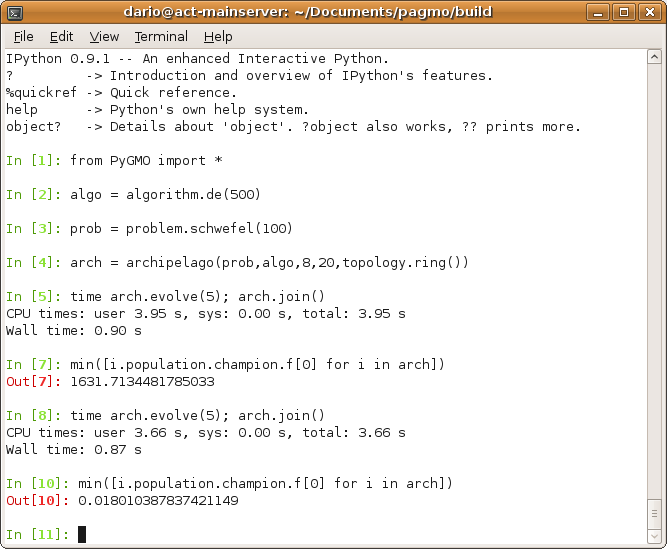 dario@act-mainserver: ~/Documents/pagmo/build
File Edit View Terminal Help
IPython 0.9.1 -- An enhanced Interactive Python.
?         -> Introduction and overview of IPython's features.
%quickref -> Quick reference.
help      -> Python's own help system.
object?   -> Details about 'object'. ?object also works, ?? prints more.
In [1]: from PyGMO import *
In [2]: algo = algorithm.de(500)
In [3]: prob = problem.schwefel(100)
In [4]: arch = archipelago(prob,algo,8,20,topology.ring())
In [5]: time arch.evolve(5); arch.join()
CPU times: user 3.95 s, sys: 0.00 s, total: 3.95 s
Wall time: 0.90 s
In [7]: min([i.population.champion.f[0] for i in arch])
Out[7]: 1631.7134481785033
In [8]: time arch.evolve(5); arch.join()
CPU times: user 3.66 s, sys: 0.00 s, total: 3.66 s
Wall time: 0.87 s
In [10]: min([i.population.champion.f[0] for i in arch])
Out[10]: 0.018010387837421149
In [11]: